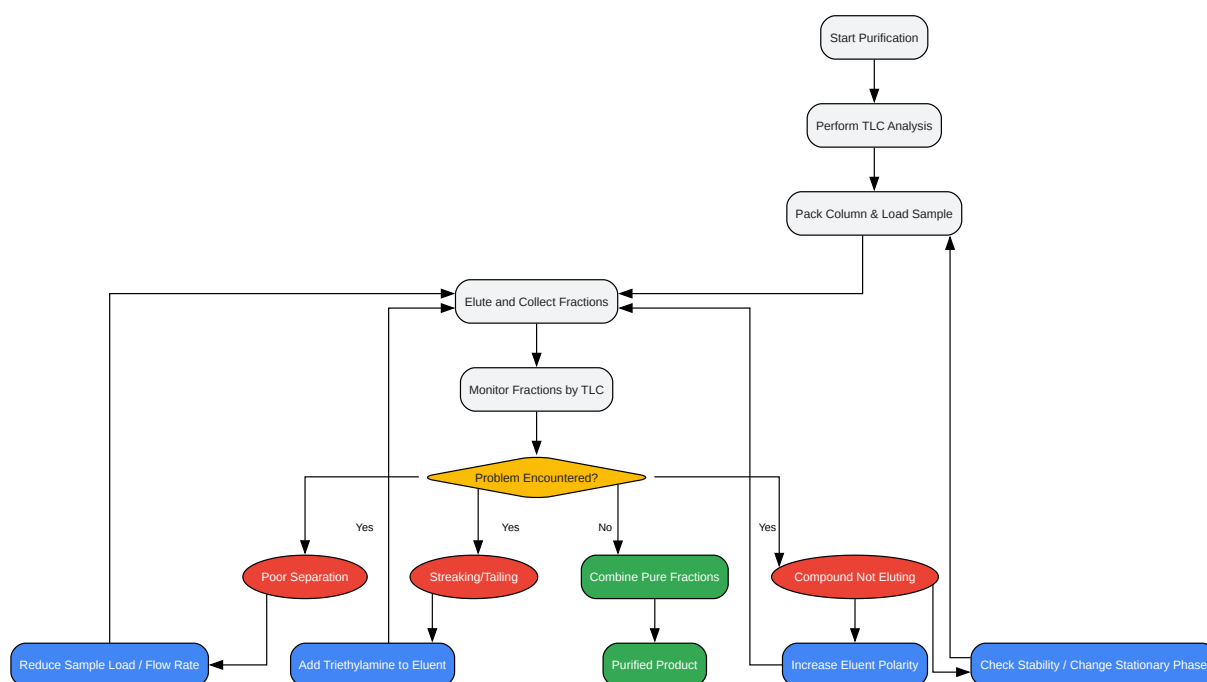 Start Purification
Perform TLC Analysis
Pack Column & Load Sample
Elute and Collect Fractions
Monitor Fractions by TLC
Problem Encountered?
Yes
Yes
No
Yes
Poor Separation
Streaking/Tailing
Combine Pure Fractions
Compound Not Eluting
Reduce Sample Load / Flow Rate
Add Triethylamine to Eluent
Purified Product
Increase Eluent Polarity
Check Stability / Change Stationary Phase